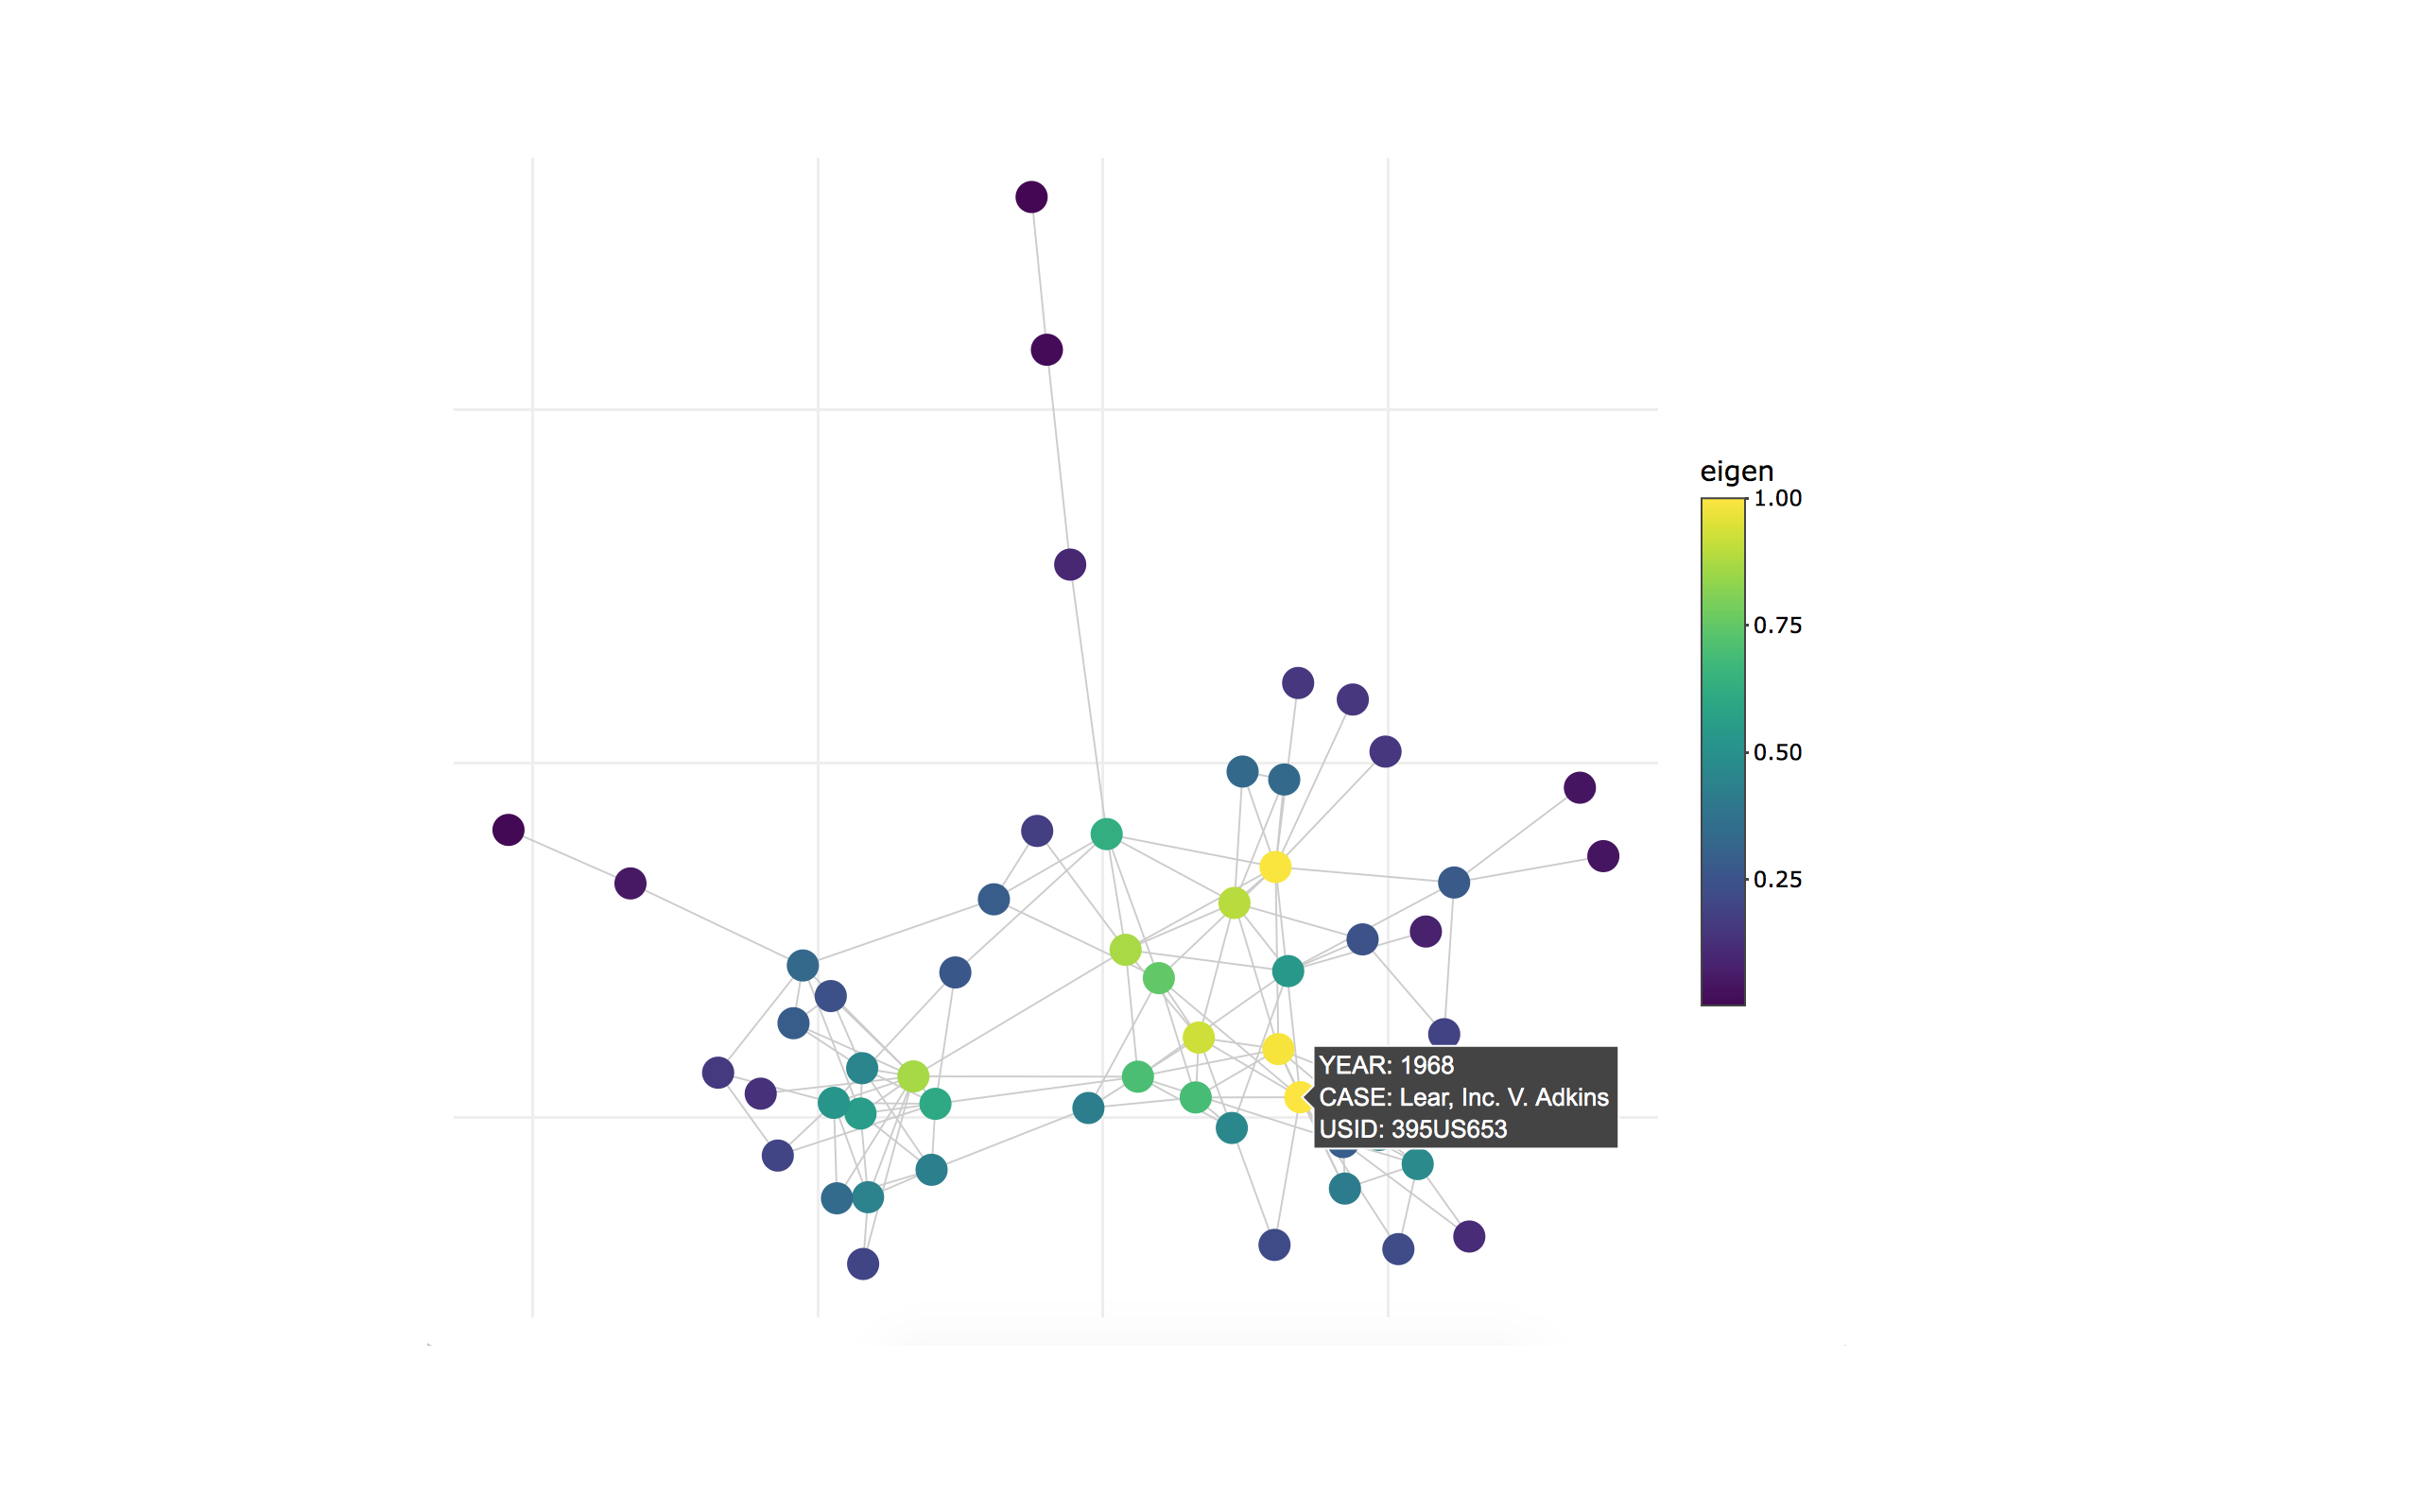 eigen
1.00
0.75
0.50
0.25
YEAR: 1968
CASE: Lear, Inc. V. Adkins
USID: 395US653